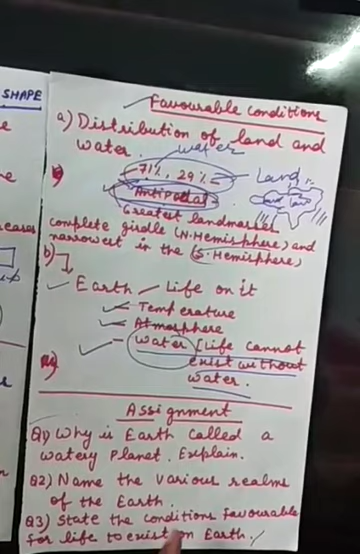 SHAPE
Favourable Conditions
a) Distribution of land and
water.
water
71%, 29%
Land
Antipodal
land
Greatest landmasses
complete girdle (N.Hemisphere) and
narrowest in the (S.Hemisphere)
b)
Earth - Life on it
- Temperature
- Atmosphere
- Water [Life cannot
exist without
water.
Assignment
Q1) Why is Earth called a
watery Planet. Explain.
Q2) Name the various realms
of the Earth.
Q3) State the conditions favourable
for life to exist on Earth.